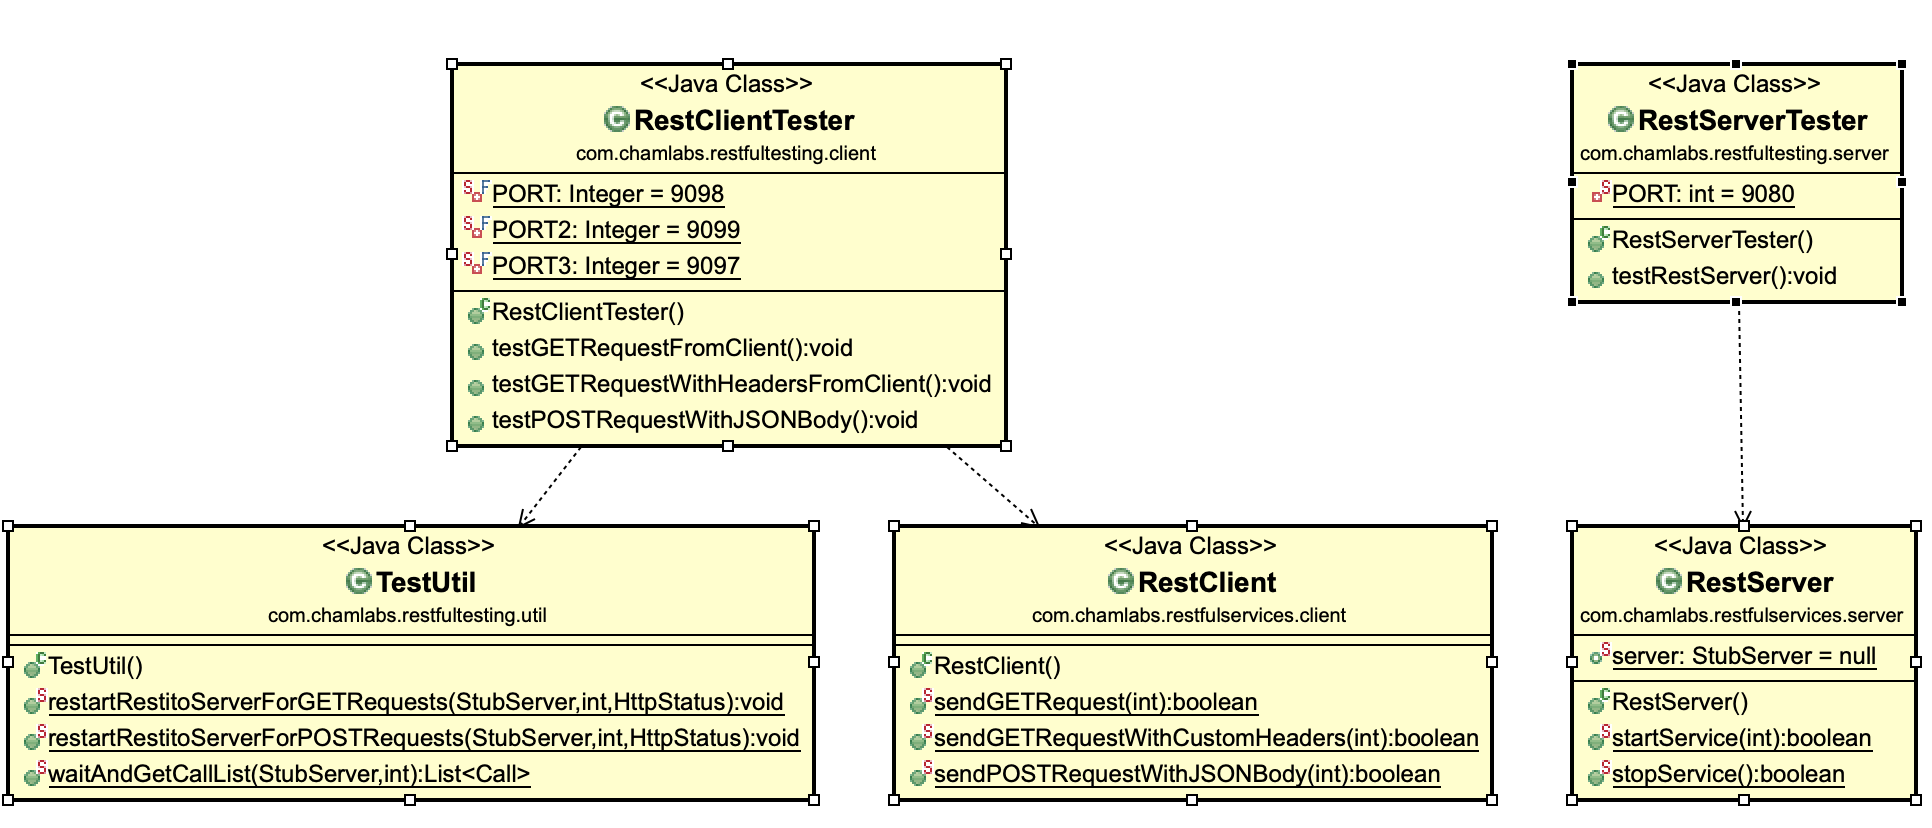 <<Java Class>>
RestClientTester
com.chamlabs.restfultesting.client
PORT: Integer = 9098
PORT2: Integer = 9099
PORT3: Integer = 9097
RestClientTester()
testGETRequestFromClient():void
testGETRequestWithHeadersFromClient():void
testPOSTRequestWithJSONBody():void
<<Java Class>>
RestServerTester
com.chamlabs.restfultesting.server
PORT: int = 9080
RestServerTester()
testRestServer():void
<<Java Class>>
TestUtil
com.chamlabs.restfultesting.util
TestUtil()
restartRestitoServerForGETRequests(StubServer,int,HttpStatus):void
restartRestitoServerForPOSTRequests(StubServer,int,HttpStatus):void
waitAndGetCallList(StubServer,int):List<Call>
<<Java Class>>
RestClient
com.chamlabs.restfulservices.client
RestClient()
sendGETRequest(int):boolean
sendGETRequestWithCustomHeaders(int):boolean
sendPOSTRequestWithJSONBody(int):boolean
<<Java Class>>
RestServer
com.chamlabs.restfulservices.server
server: StubServer = null
RestServer()
startService(int):boolean
stopService():boolean